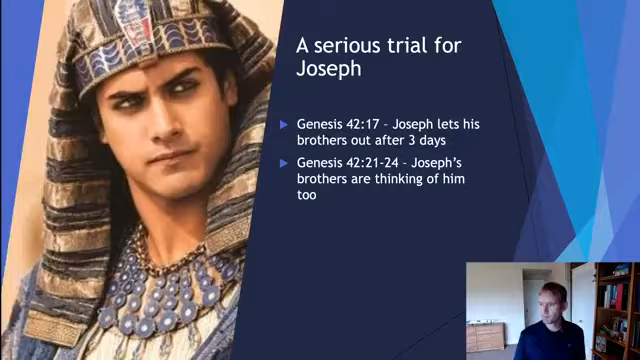 A serious trial for
Joseph
Genesis 42:17 – Joseph lets his
brothers out after 3 days
Genesis 42:21-24 – Joseph’s
brothers are thinking of him
too